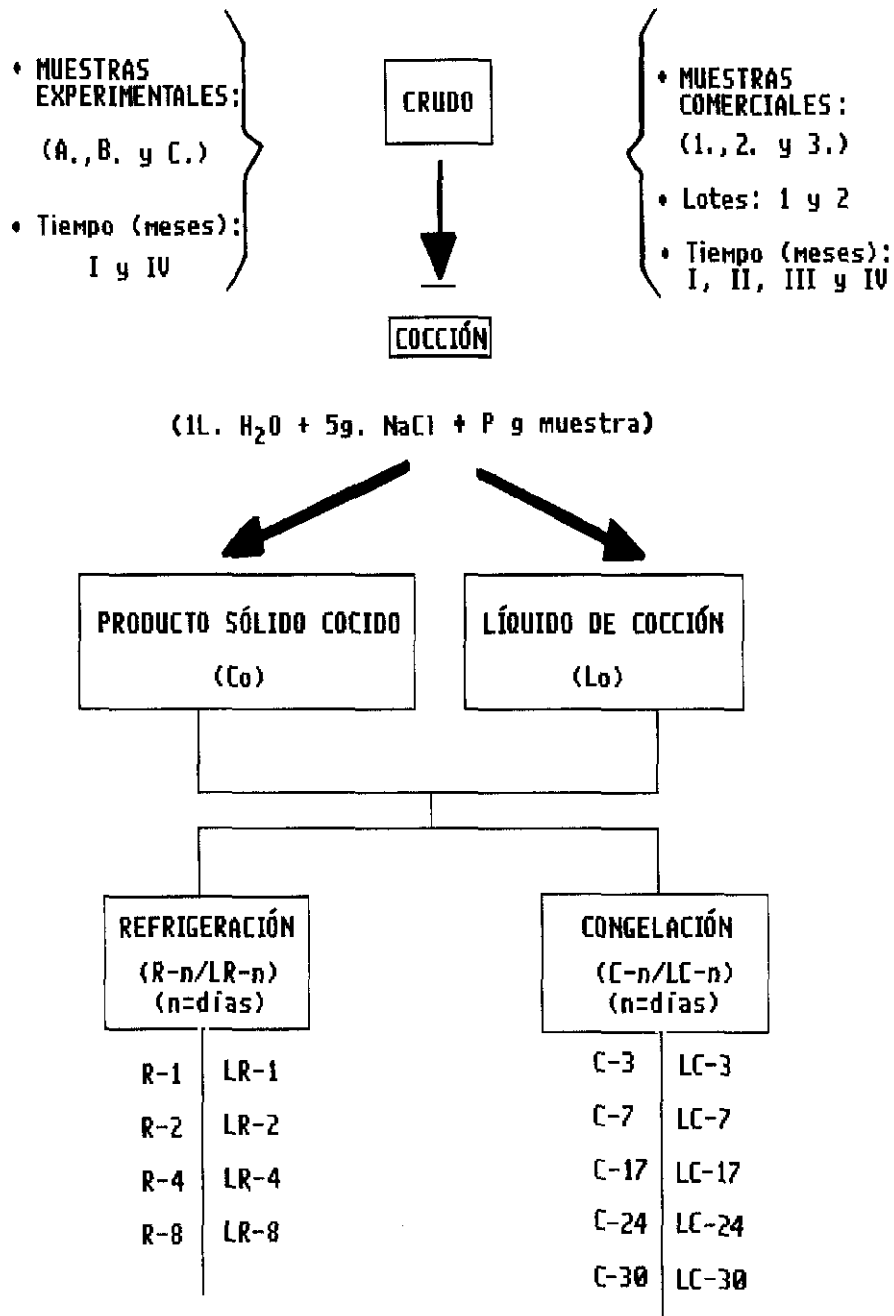 • MUESTRAS
EXPERIMENTALES:
(A.,B. y C.)
• Tiempo (meses):
I y IV
CRUDO
• MUESTRAS
COMERCIALES:
(1.,2. y 3.)
• Lotes: 1 y 2
• Tiempo (meses):
I, II, III y IV
COCCIÓN
(1L. H₂O + 5g. NaCl + P g muestra)
PRODUCTO SÓLIDO COCIDO
(Co)
LÍQUIDO DE COCCIÓN
(Lo)
REFRIGERACIÓN
(R-n/LR-n)
(n=días)
R-1 LR-1
R-2 LR-2
R-4 LR-4
R-8 LR-8
CONGELACIÓN
(C-n/LC-n)
(n=días)
C-3 LC-3
C-7 LC-7
C-17 LC-17
C-24 LC-24
C-30 LC-30